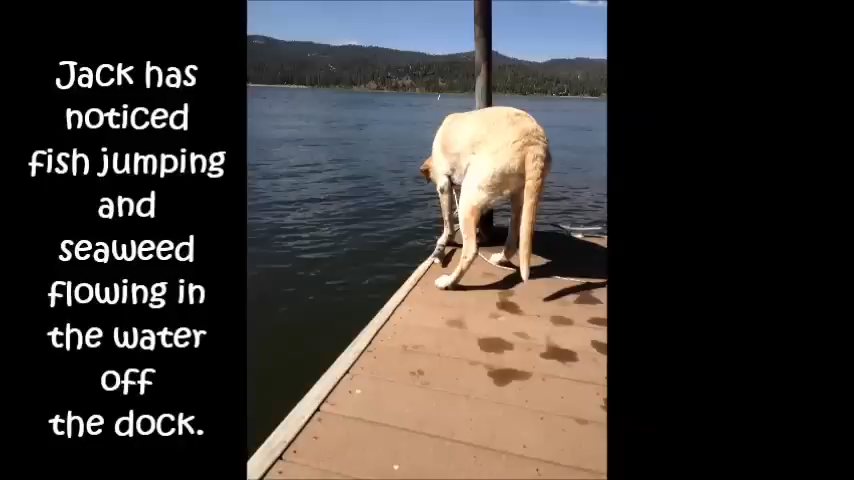 Jack has
noticed
fish jumping
and
seaweed
flowing in
the water
off
the dock.